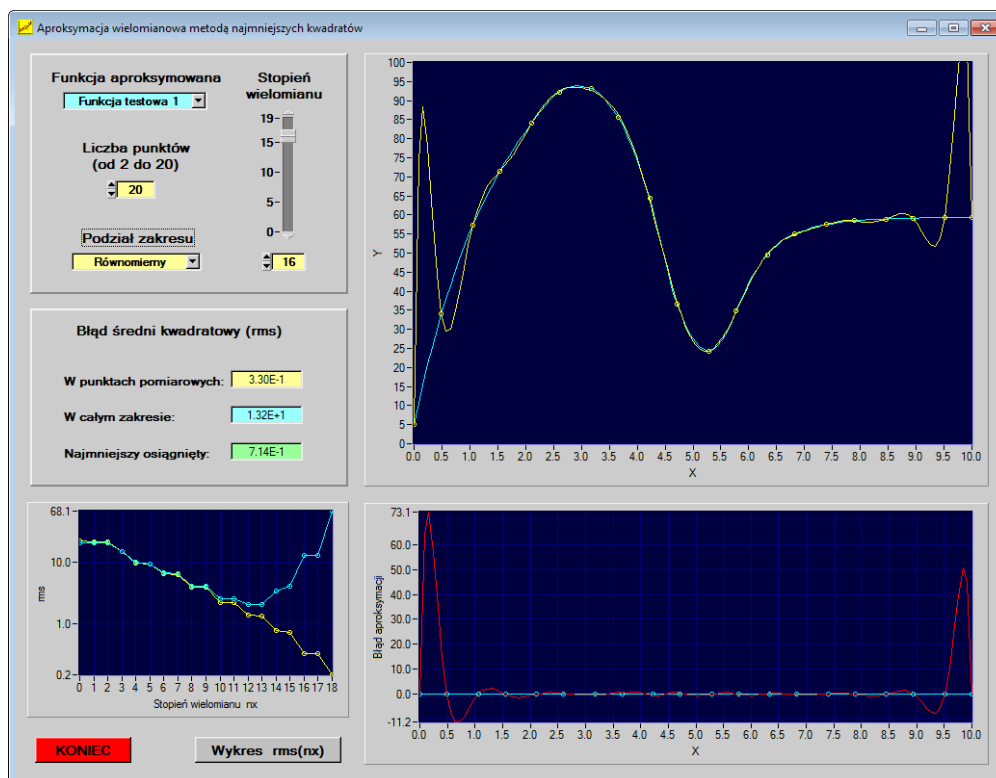 Aproksymacja wielomianowa metodą najmniejszych kwadratów
Funkcja aproksymowana
Funkcja testowa 1
Liczba punktów
(od 2 do 20)
20
Podział zakresu
Równomierny
Stopień
wielomianu
19
15
10
5
0
16
Błąd średni kwadratowy (rms)
W punktach pomiarowych: 3.30E-1
W całym zakresie: 1.32E+1
Najmniejszy osiągnięty: 7.14E-1
100
95
90
85
80
75
70
65
60
55
50
45
40
35
30
25
20
15
10
5
0
Y
0.0 0.5 1.0 1.5 2.0 2.5 3.0 3.5 4.0 4.5 5.0 5.5 6.0 6.5 7.0 7.5 8.0 8.5 9.0 9.5 10.0
X
68.1
10.0
1.0
0.2
rms
0 1 2 3 4 5 6 7 8 9 10 11 12 13 14 15 16 17 18
Stopień wielomianu nx
73.1
60.0
50.0
40.0
30.0
20.0
10.0
0.0
-11.2
Błąd aproksymacji
0.0 0.5 1.0 1.5 2.0 2.5 3.0 3.5 4.0 4.5 5.0 5.5 6.0 6.5 7.0 7.5 8.0 8.5 9.0 9.5 10.0
X
KONIEC
Wykres rms(nx)